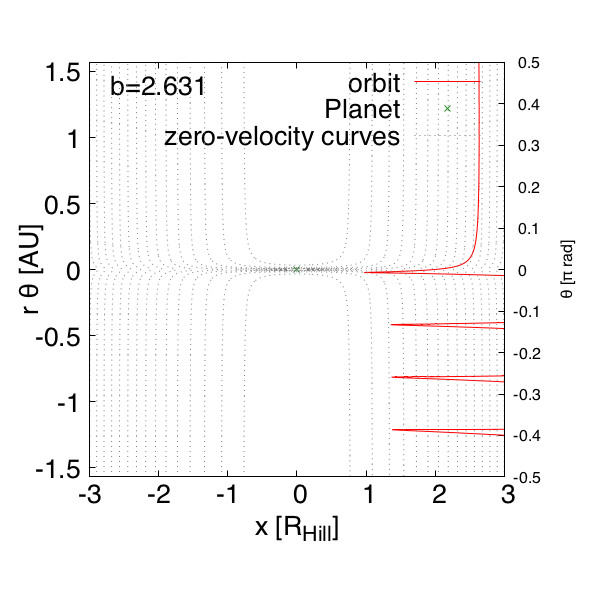 b=2.631
orbit
Planet
zero-velocity curves
1.5
1
0.5
0
-0.5
-1
-1.5
r θ [AU]
0.5
0.4
0.3
0.2
0.1
0
-0.1
-0.2
-0.3
-0.4
-0.5
θ [π rad]
-3 -2 -1 0 1 2 3
x [R_Hill]